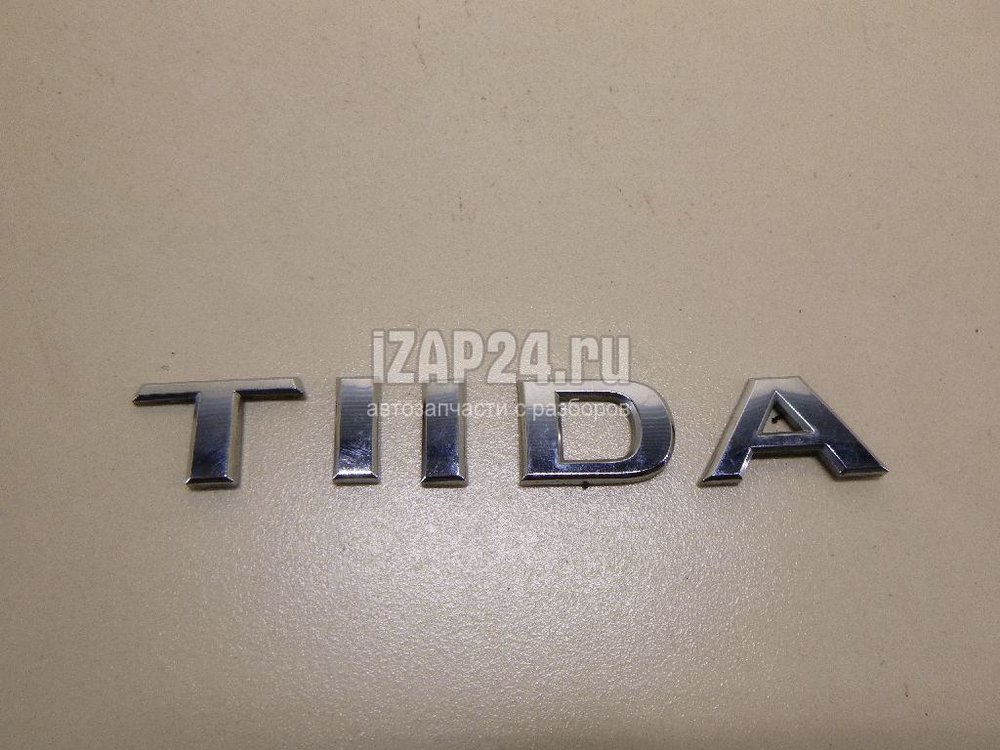 iZAP24.ru
TIIDA
автозапчасти с разборов